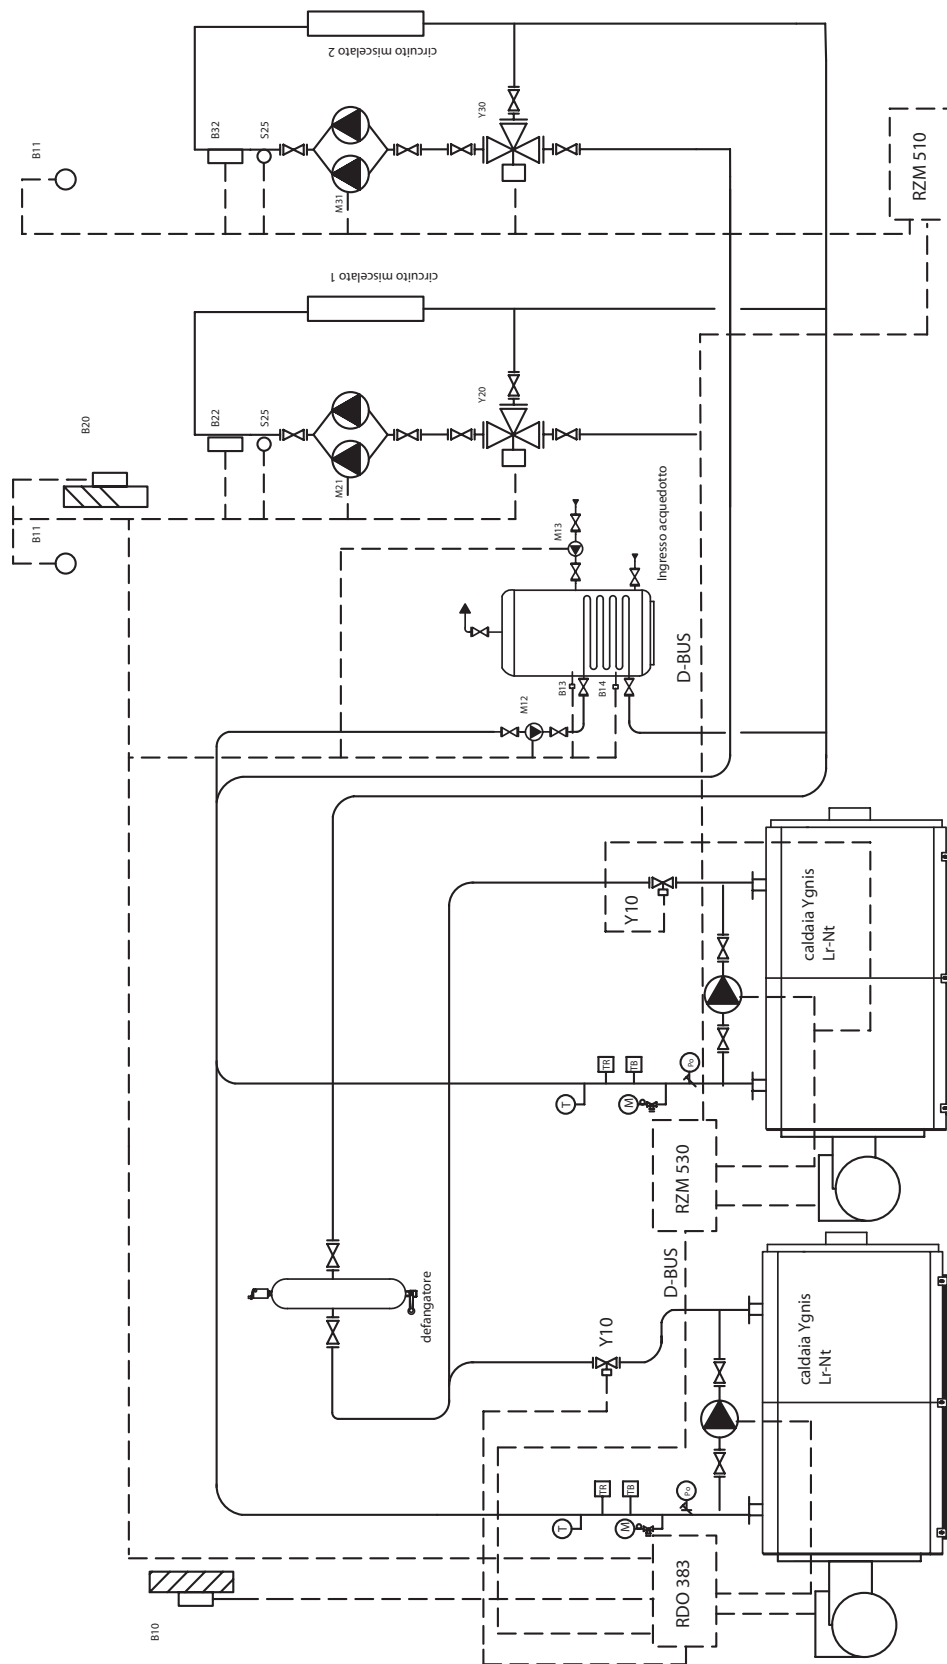 circuito miscelato 2
B32
S25
M31
Y30
B11
RZM 510
circuito miscelato 1
B20
B22
S25
M21
Y20
B11
M13
Ingresso acquedotto
B13
B14
M12
D-BUS
Y10
caldaia Ygnis
Lr-Nt
TR
TB
T
M
Po
RZM 530
D-BUS
defangatore
Y10
caldaia Ygnis
Lr-Nt
TR
TB
T
M
Po
RDO 383
B10